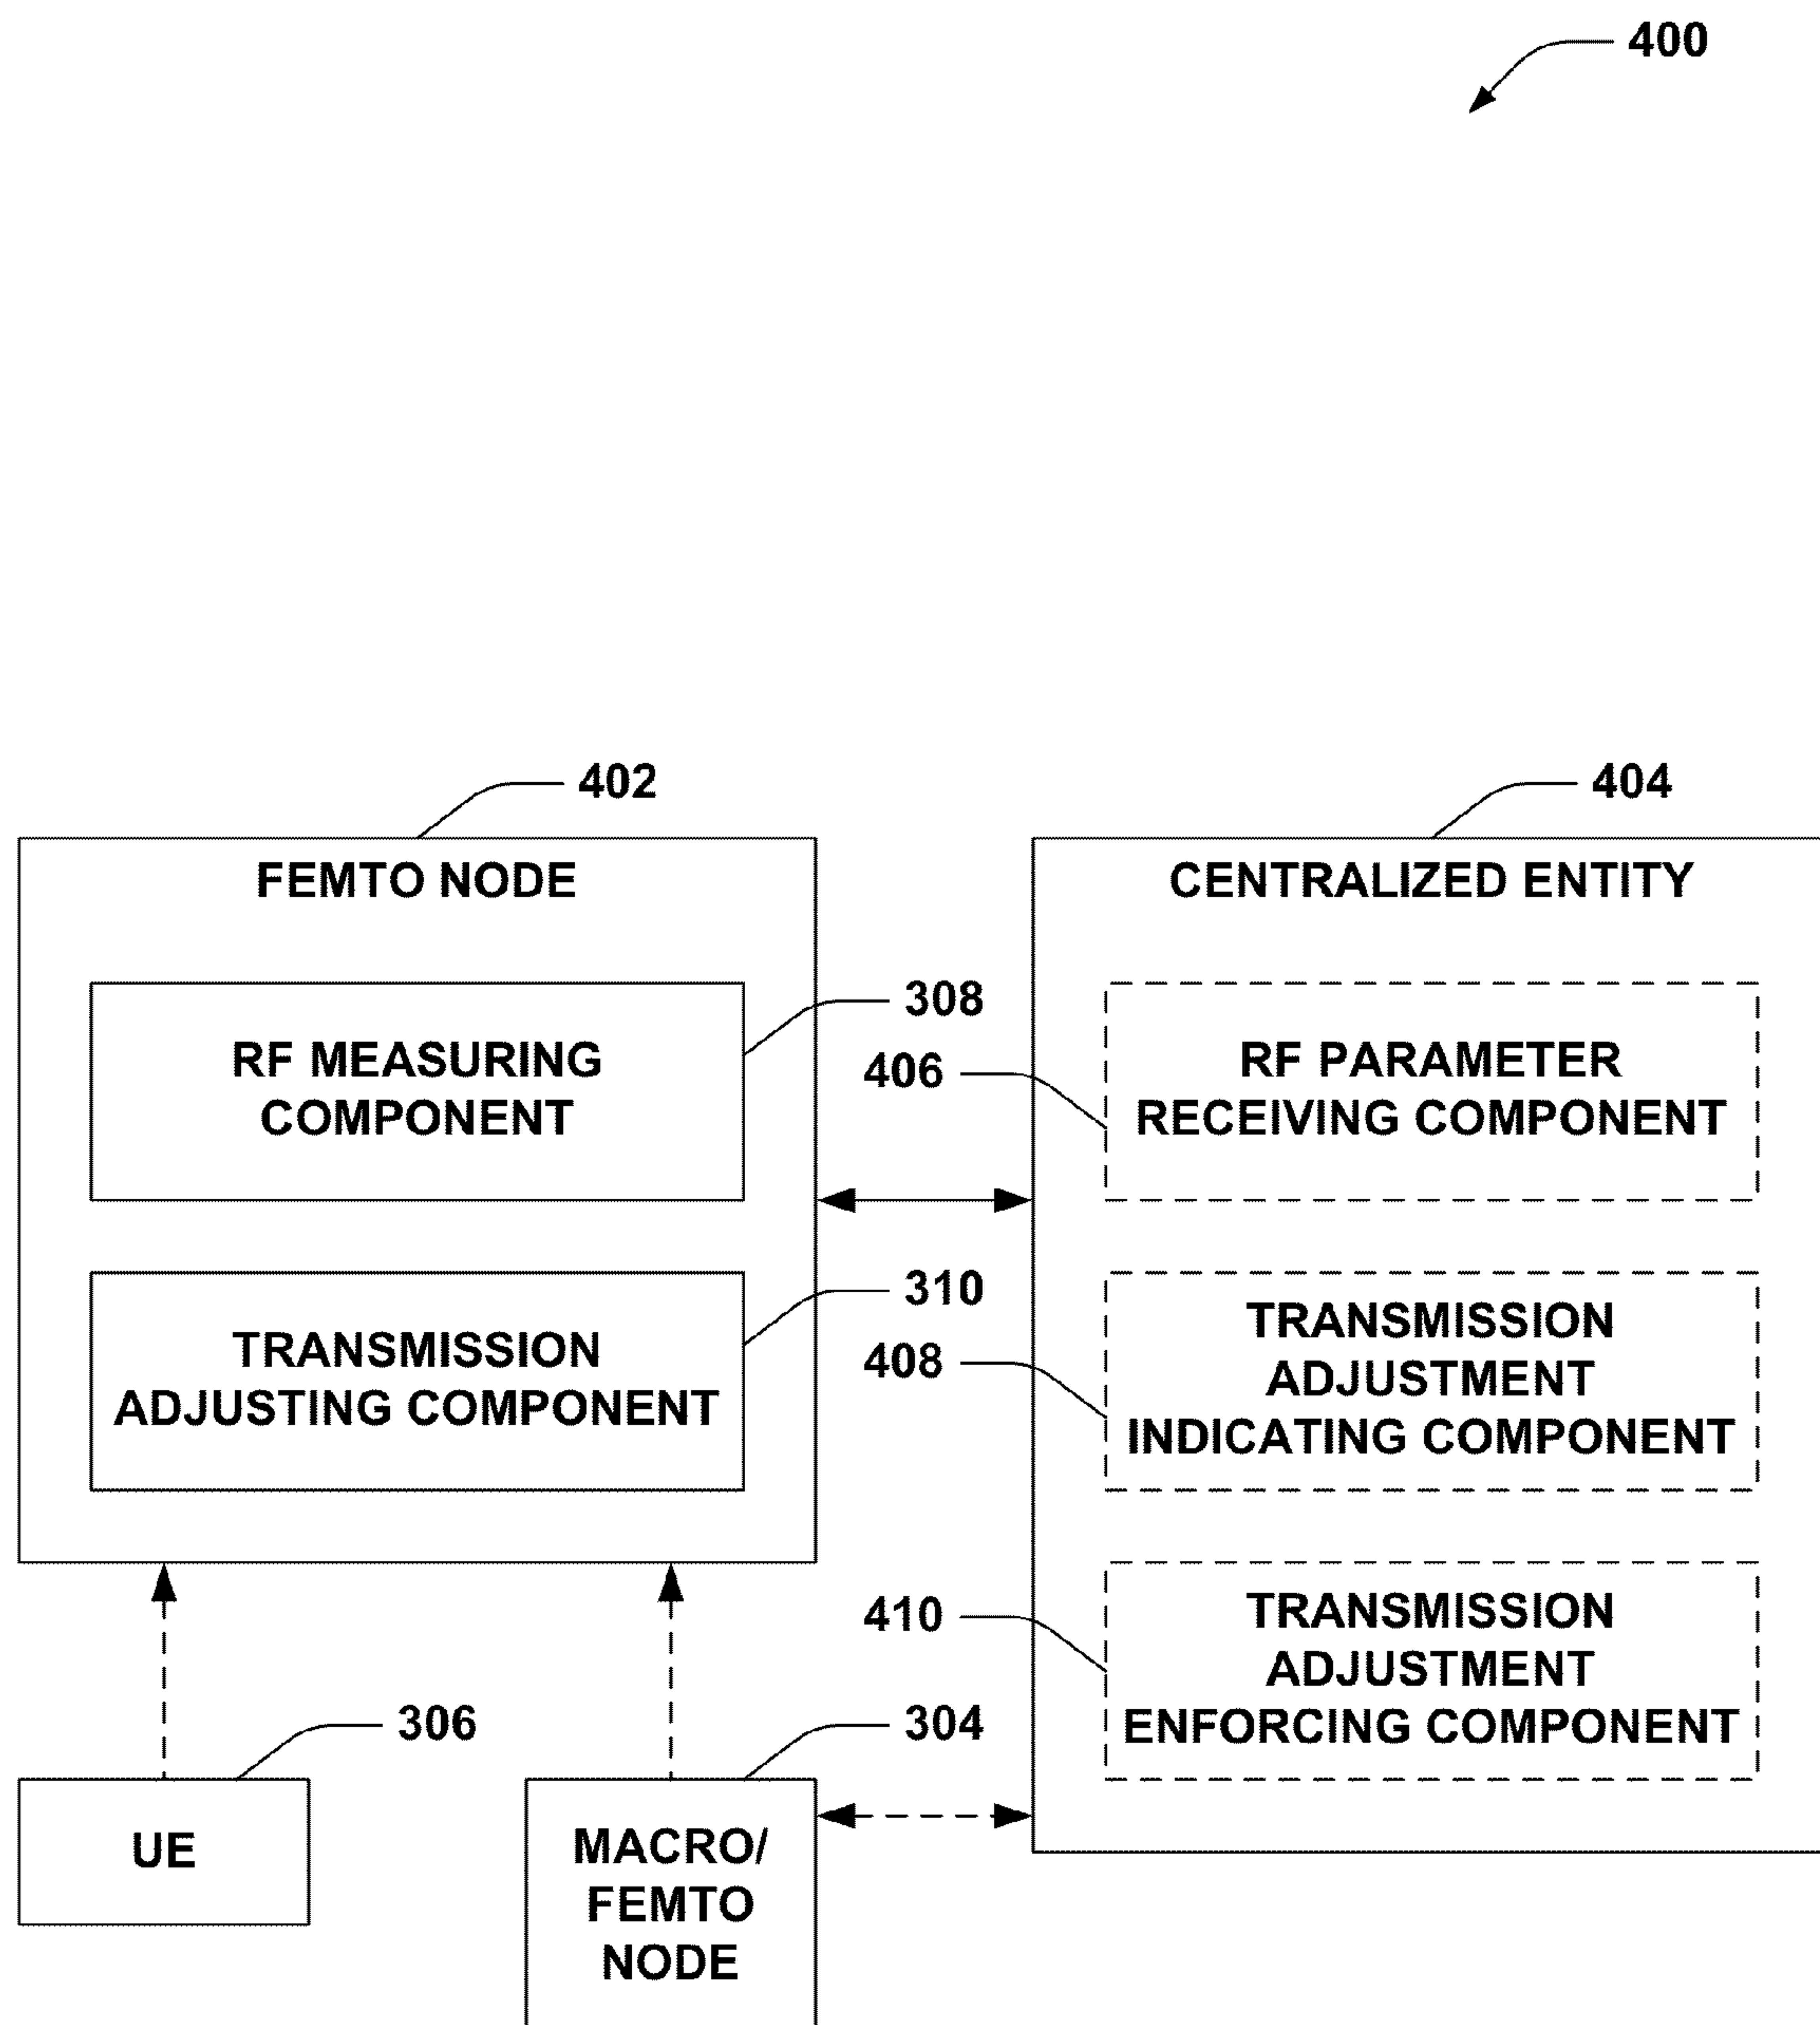 400
402
404
FEMTO NODE
CENTRALIZED ENTITY
308
RF MEASURING
COMPONENT
406
RF PARAMETER
RECEIVING COMPONENT
310
TRANSMISSION
ADJUSTING COMPONENT
408
TRANSMISSION
ADJUSTMENT
INDICATING COMPONENT
410
TRANSMISSION
ADJUSTMENT
ENFORCING COMPONENT
306
304
UE
MACRO/
FEMTO
NODE